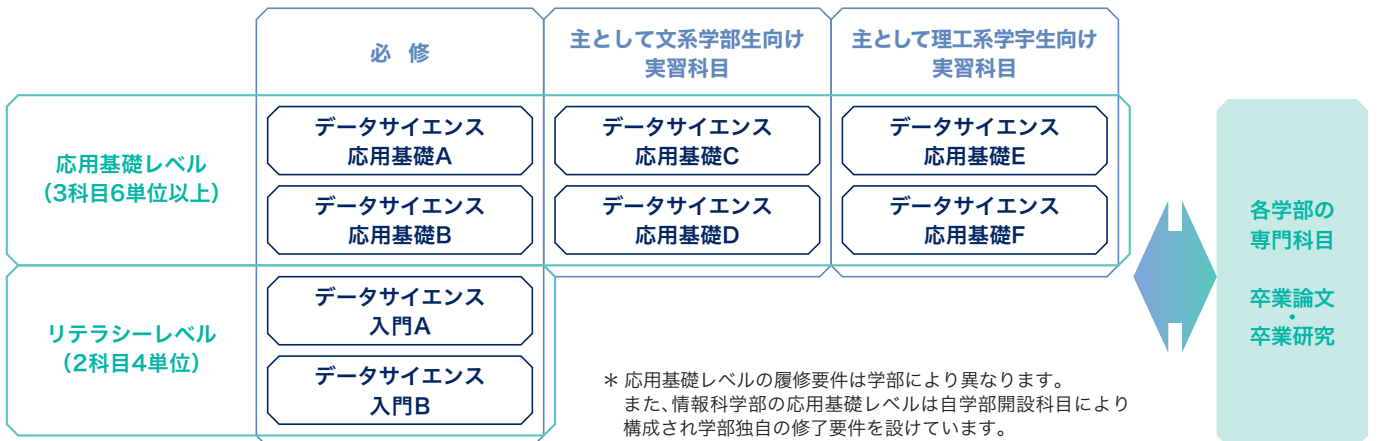 必 修
主として文系学部生向け
実習科目
主として理工系学宇生向け
実習科目
応用基礎レベル
（3科目6単位以上）
データサイエンス
応用基礎A
データサイエンス
応用基礎C
データサイエンス
応用基礎E
データサイエンス
応用基礎B
データサイエンス
応用基礎D
データサイエンス
応用基礎F
リテラシーレベル
（2科目4単位）
データサイエンス
入門A
データサイエンス
入門B
各学部の
専門科目
卒業論文
・
卒業研究
＊ 応用基礎レベルの履修要件は学部により異なります。
また、情報科学部の応用基礎レベルは自学部開設科目により
構成され学部独自の修了要件を設けています。